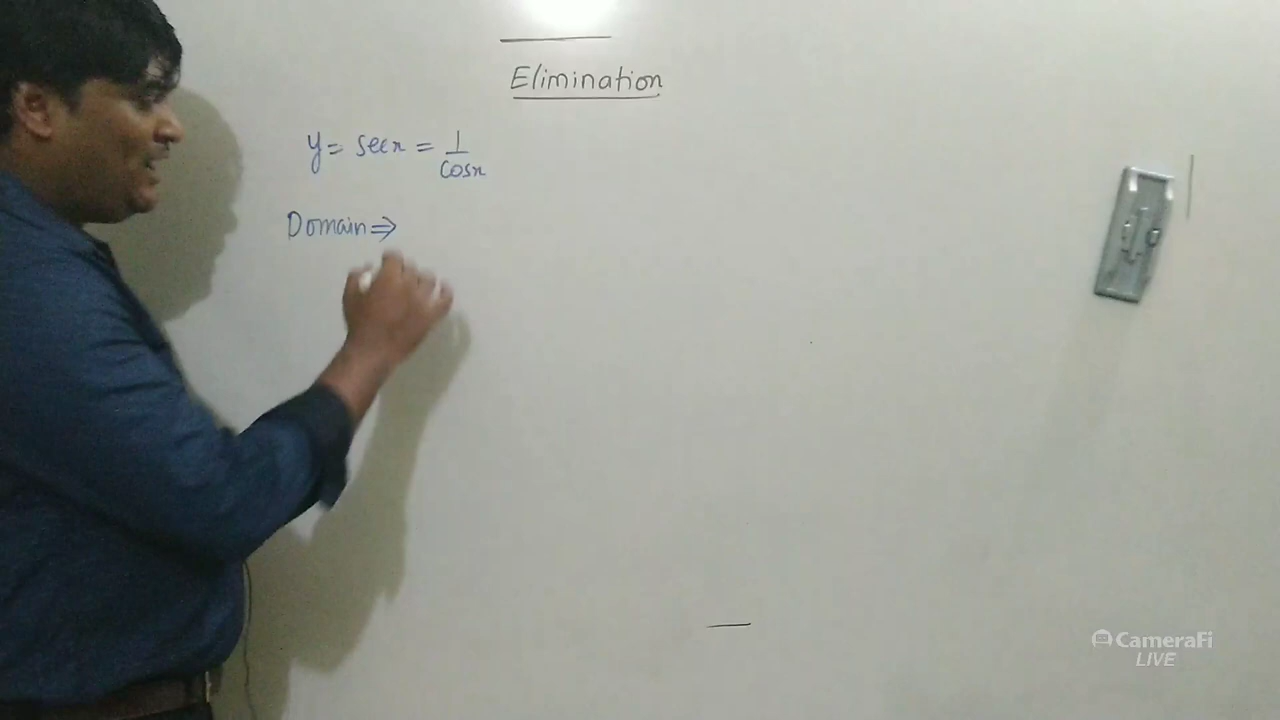 Elimination
y = secx = 1/cosx
Domain ⇒
CameraFi
LIVE